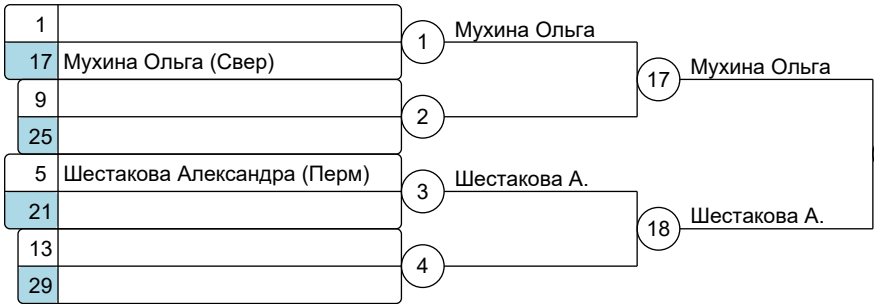 1
1
Мухина Ольга
17 Мухина Ольга (Свер)
17
Мухина Ольга
9
2
25
5 Шестакова Александра (Перм)
3
Шестакова А.
21
18
Шестакова А.
13
4
29